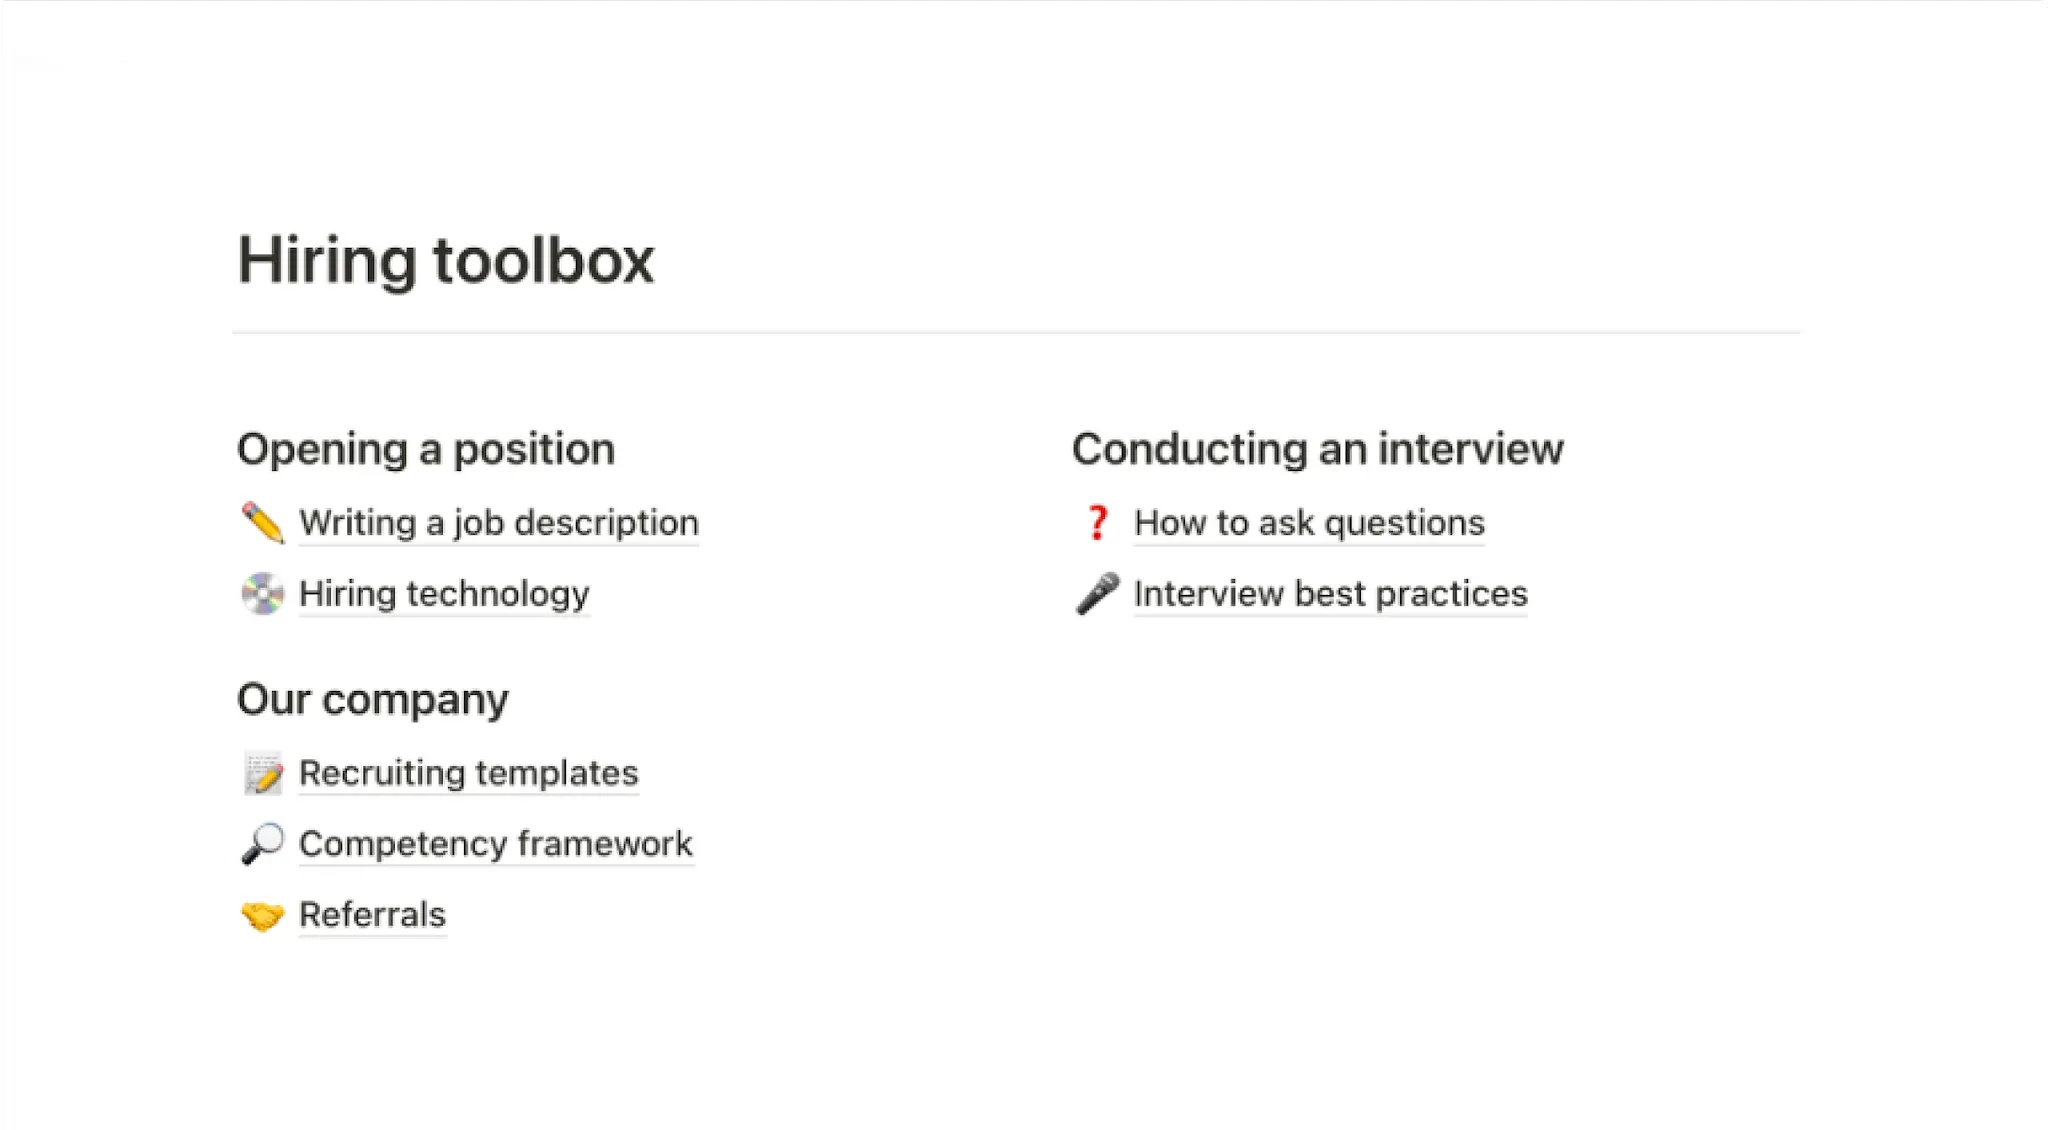 Hiring toolbox
Opening a position
Writing a job description
Hiring technology
Our company
Recruiting templates
Competency framework
Referrals
Conducting an interview
How to ask questions
Interview best practices